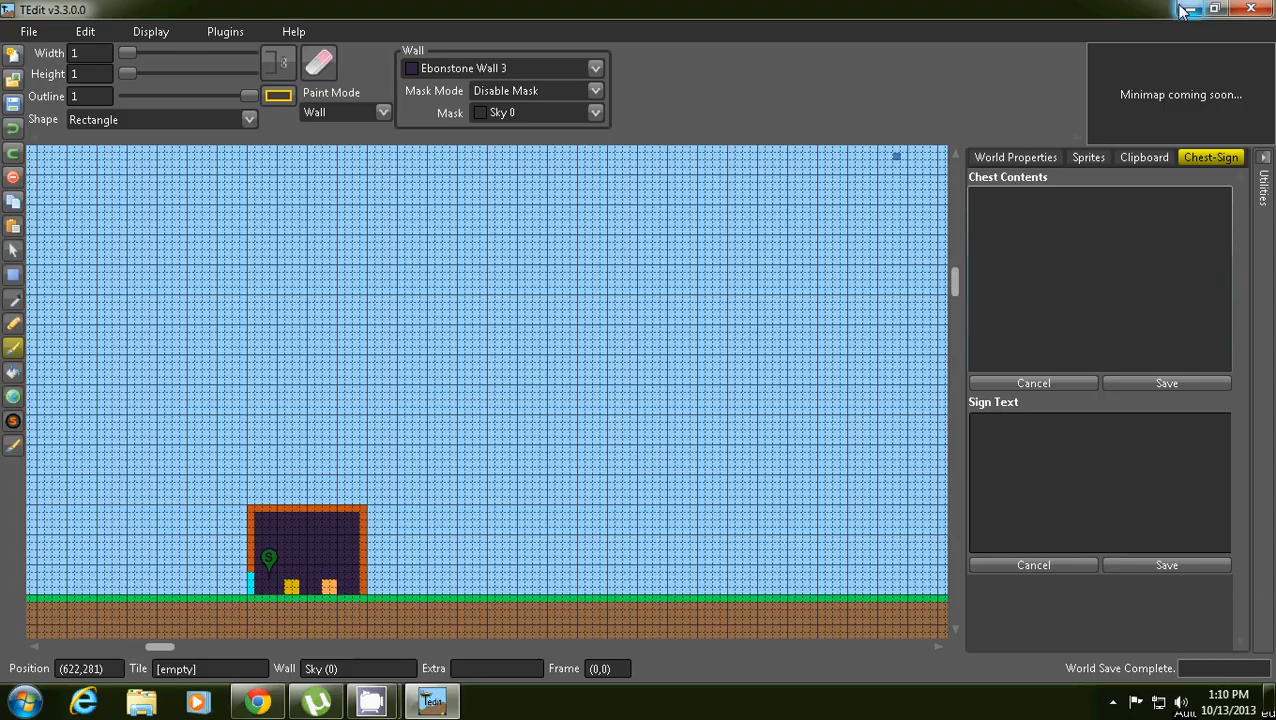 TEdit v3.3.0.0
File Edit Display Plugins Help
Width 1
Height 1
Outline 1
Shape Rectangle
Paint Mode
Wall
Wall
Ebonstone Wall 3
Mask Mode Disable Mask
Mask Sky 0
Minimap coming soon...
World Properties Sprites Clipboard Chest-Sign
Utilities
Chest Contents
Cancel Save
Sign Text
Cancel Save
S
S
Position (622,281) Tile [empty] Wall Sky (0) Extra Frame (0,0) World Save Complete.
TEdit
1:10 PM
10/13/2013